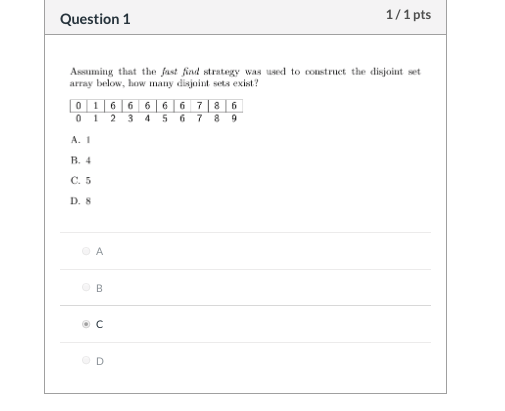 Question 1
1 / 1 pts
Assuming that the fast find strategy was used to construct the disjoint set
array below, how many disjoint sets exist?
0 1 6 6 6 6 6 7 8 6
0 1 2 3 4 5 6 7 8 9
A. 1
B. 4
C. 5
D. 8
A
B
C
D